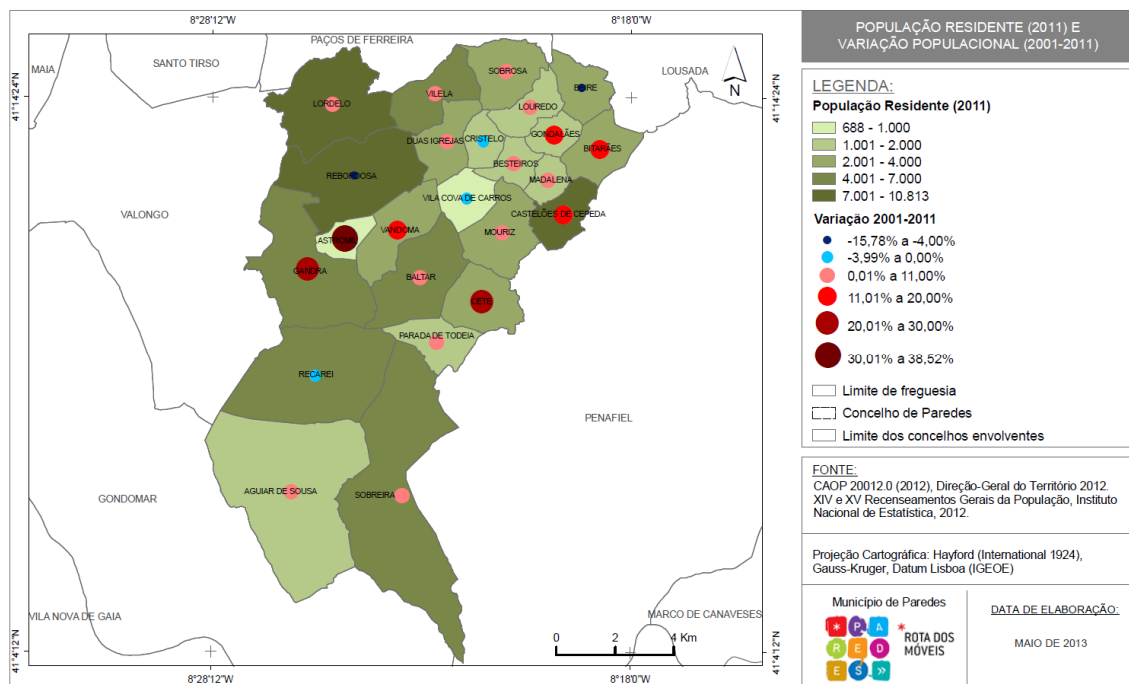 8°28'12"W
8°18'0"W
POPULAÇÃO RESIDENTE (2011) E
VARIAÇÃO POPULACIONAL (2001-2011)
PAÇOS DE FERREIRA
SANTO TIRSO
MAIA
LOUSADA
N
41°14'24"N
41°14'24"N
SOBROSA
BEIRE
VILELA
LORDELO
LOUREDO
GONDALÃES
DUAS IGREJAS
CRISTELO
BITARÃES
BESTEIROS
REBORDOSA
MADALENA
VILA COVA DE CARROS
VALONGO
CASTELÕES DE CEPEDA
VANDOMA
MOURIZ
ASTROMIL
GANDRA
BALTAR
CETE
PARADA DE TODEIA
RECAREI
PENAFIEL
AGUIAR DE SOUSA
SOBREIRA
GONDOMAR
VILA NOVA DE GAIA
MARCO DE CANAVESES
0 2 4 Km
41°4'12"N
41°4'12"N
8°28'12"W
8°18'0"W
LEGENDA:
População Residente (2011)
688 - 1.000
1.001 - 2.000
2.001 - 4.000
4.001 - 7.000
7.001 - 10.813
Variação 2001-2011
-15,78% a -4,00%
-3,99% a 0,00%
0,01% a 11,00%
11,01% a 20,00%
20,01% a 30,00%
30,01% a 38,52%
Limite de freguesia
Concelho de Paredes
Limite dos concelhos envolventes
FONTE:
CAOP 20012.0 (2012), Direção-Geral do Território 2012.
XIV e XV Recenseamentos Gerais da População, Instituto
Nacional de Estatística, 2012.
Projeção Cartográfica: Hayford (International 1924),
Gauss-Kruger, Datum Lisboa (IGEOE)
Município de Paredes
* P A *
R E D
E S »
ROTA DOS
MÓVEIS
DATA DE ELABORAÇÃO:
MAIO DE 2013